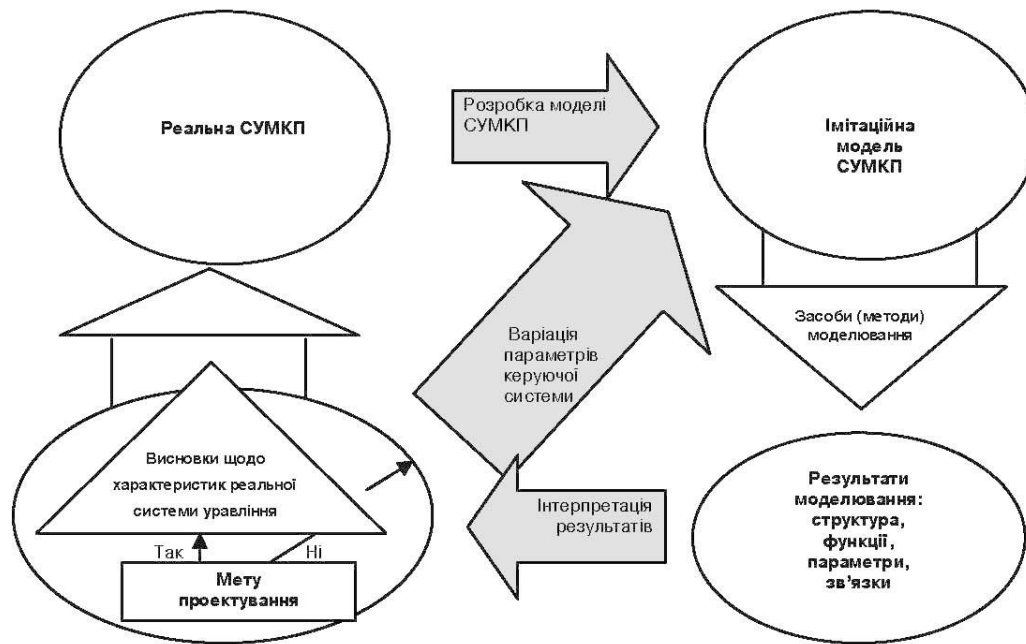 Реальна СУМКП
Розробка моделі
СУМКП
Імітаційна
модель
СУМКП
Засоби (методи)
моделювання
Варіація
параметрів
керуючої
системи
Висновки щодо
характеристик реальної
системи уравління
Так
Ні
Мету
проектування
Інтерпретація
результатів
Результати
моделювання:
структура,
функції,
параметри,
зв’язки